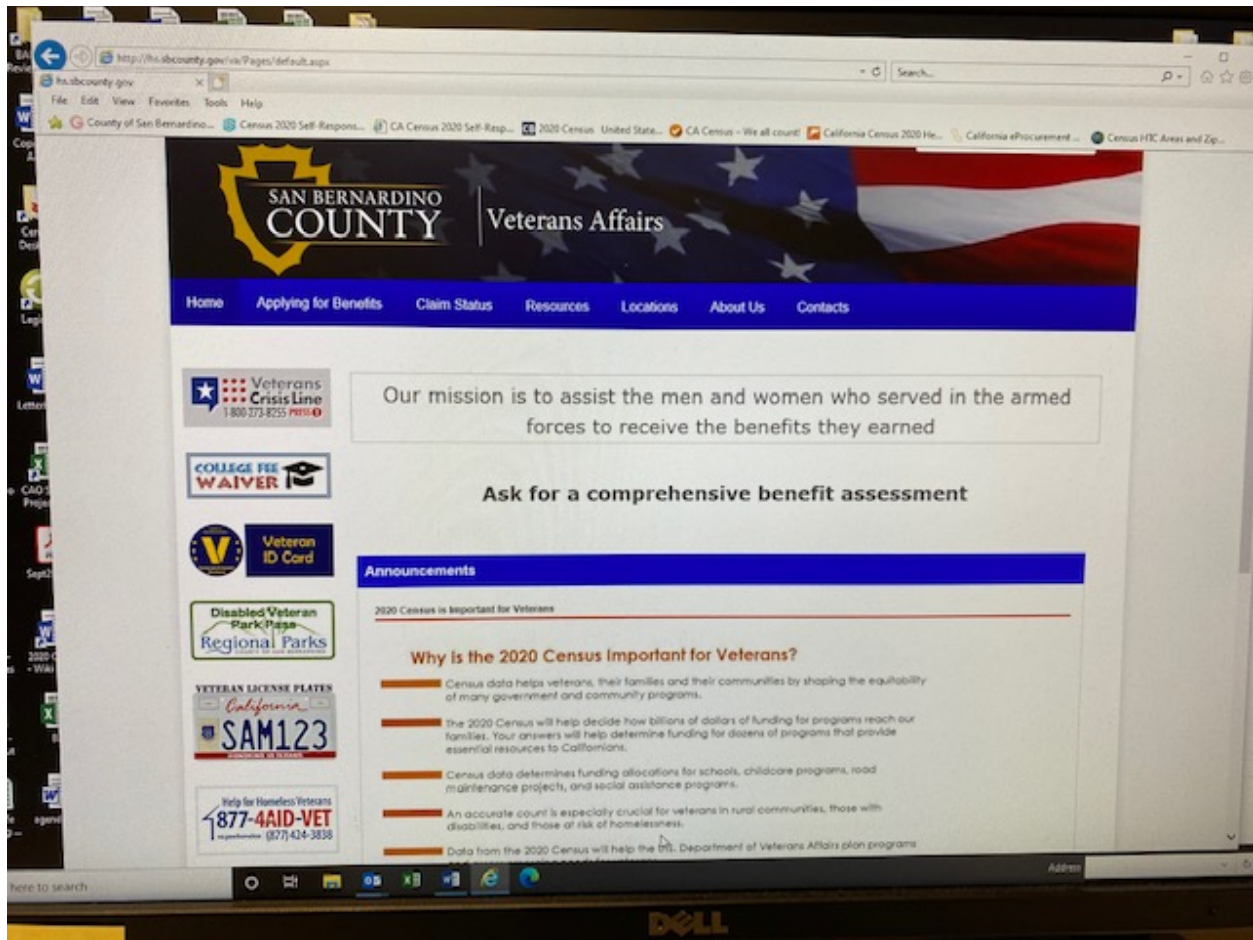 http://hs.sbcounty.gov/va/Pages/default.aspx
Search...
hs.sbcounty.gov
File Edit View Favorites Tools Help
County of San Bernardino... Census 2020 Self-Respons... CA Census 2020 Self-Resp... 2020 Census United State... CA Census - We all count! California Census 2020 He... California eProcurement ... Census HTC Areas and Zip...
SAN BERNARDINO
COUNTY
Veterans Affairs
Home Applying for Benefits Claim Status Resources Locations About Us Contacts
Veterans
Crisis Line
1-800-273-8255 PRESS 1
Our mission is to assist the men and women who served in the armed
forces to receive the benefits they earned
COLLEGE FEE
WAIVER
Ask for a comprehensive benefit assessment
V
Veteran
ID Card
Announcements
2020 Census is Important for Veterans
Disabled Veteran
Park Pass
Regional Parks
Why is the 2020 Census Important for Veterans?
Census data helps veterans, their families and their communities by shaping the equitability
of many government and community programs.
The 2020 Census will help decide how billions of dollars of funding for programs reach our
families. Your answers will help determine funding for dozens of programs that provide
essential resources to Californians.
Census data determines funding allocations for schools, childcare programs, road
maintenance projects, and social assistance programs.
An accurate count is especially crucial for veterans in rural communities, those with
disabilities, and those at risk of homelessness.
Data from the 2020 Census will help the U.S. Department of Veterans Affairs plan programs
VETERAN LICENSE PLATES
California
SAM123
HONORING VETERANS
Help for Homeless Veterans
877-4AID-VET
(877) 424-3838
Address
here to search
DELL